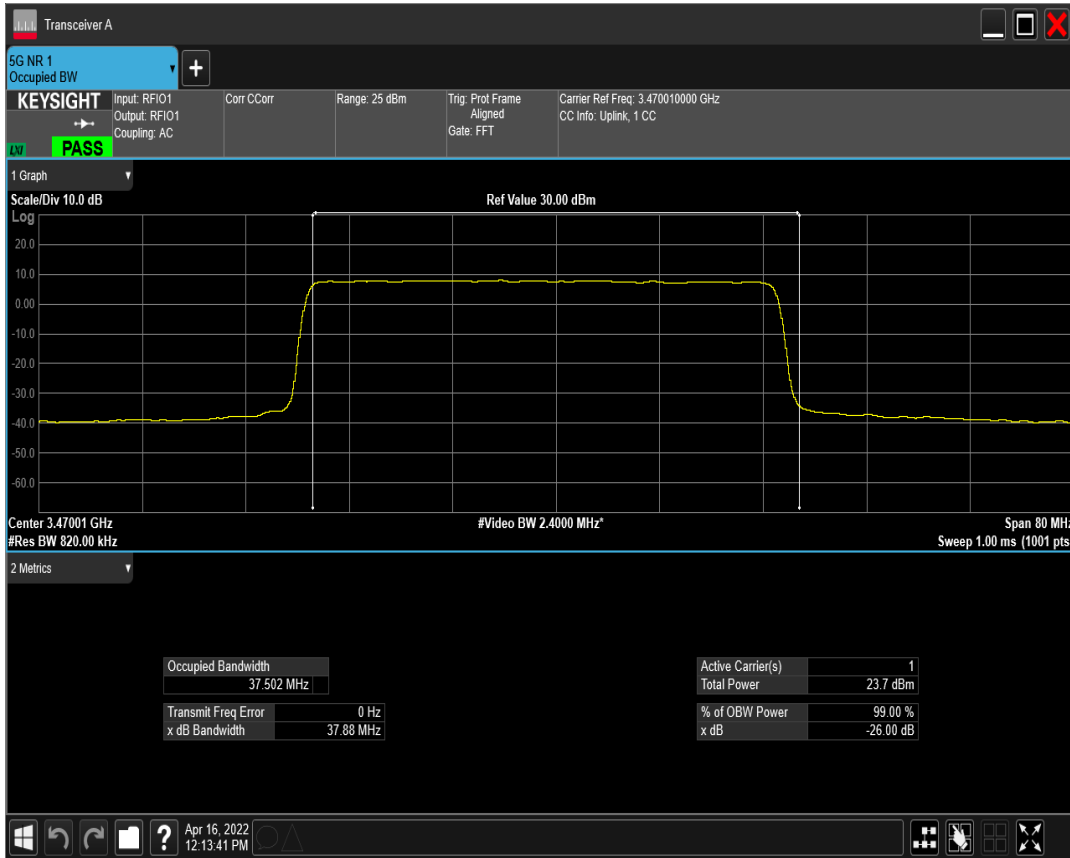 Transceiver A
5G NR 1
Occupied BW
KEYSIGHT
LXI
PASS
Input: RFIO1
Output: RFIO1
Coupling: AC
Corr CCorr
Range: 25 dBm
Trig: Prot Frame
Aligned
Gate: FFT
Carrier Ref Freq: 3.470010000 GHz
CC Info: Uplink, 1 CC
1 Graph
Scale/Div 10.0 dB
Ref Value 30.00 dBm
Log
20.0
10.0
0.00
-10.0
-20.0
-30.0
-40.0
-50.0
-60.0
Center 3.47001 GHz
#Video BW 2.4000 MHz*
Span 80 MHz
#Res BW 820.00 kHz
Sweep 1.00 ms (1001 pts
2 Metrics
Occupied Bandwidth
37.502 MHz
Transmit Freq Error 0 Hz
x dB Bandwidth 37.88 MHz
Active Carrier(s) 1
Total Power 23.7 dBm
% of OBW Power 99.00 %
x dB -26.00 dB
?
Apr 16, 2022
12:13:41 PM